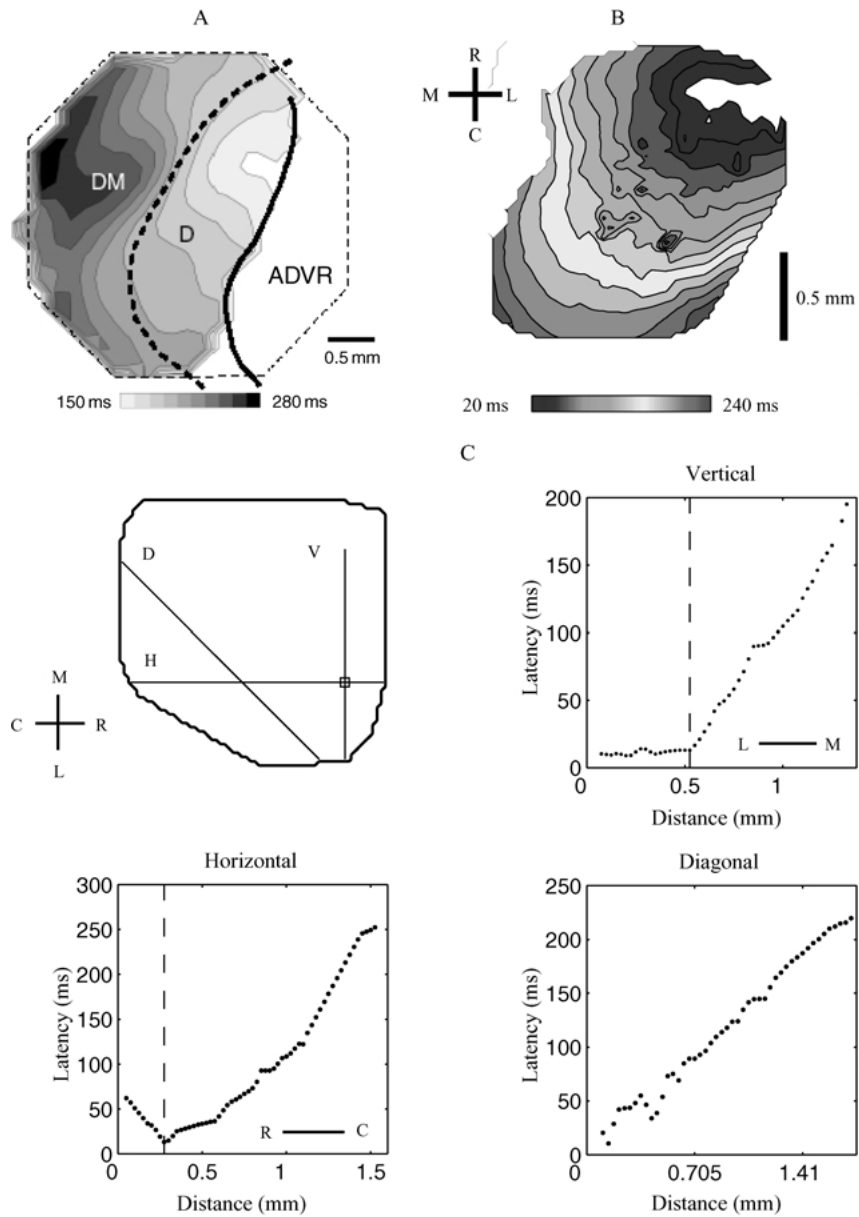 A
DM
D
ADVR
0.5 mm
150 ms 280 ms
B
R
M L
C
0.5 mm
20 ms 240 ms
C
D V
H
M
C R
L
Vertical
200
150
100
50
0
0 0.5 1
Latency (ms)
L M
Distance (mm)
Horizontal
300
250
200
150
100
50
0
0 0.5 1 1.5
Latency (ms)
R C
Distance (mm)
Diagonal
250
200
150
100
50
0
0 0.705 1.41
Latency (ms)
Distance (mm)